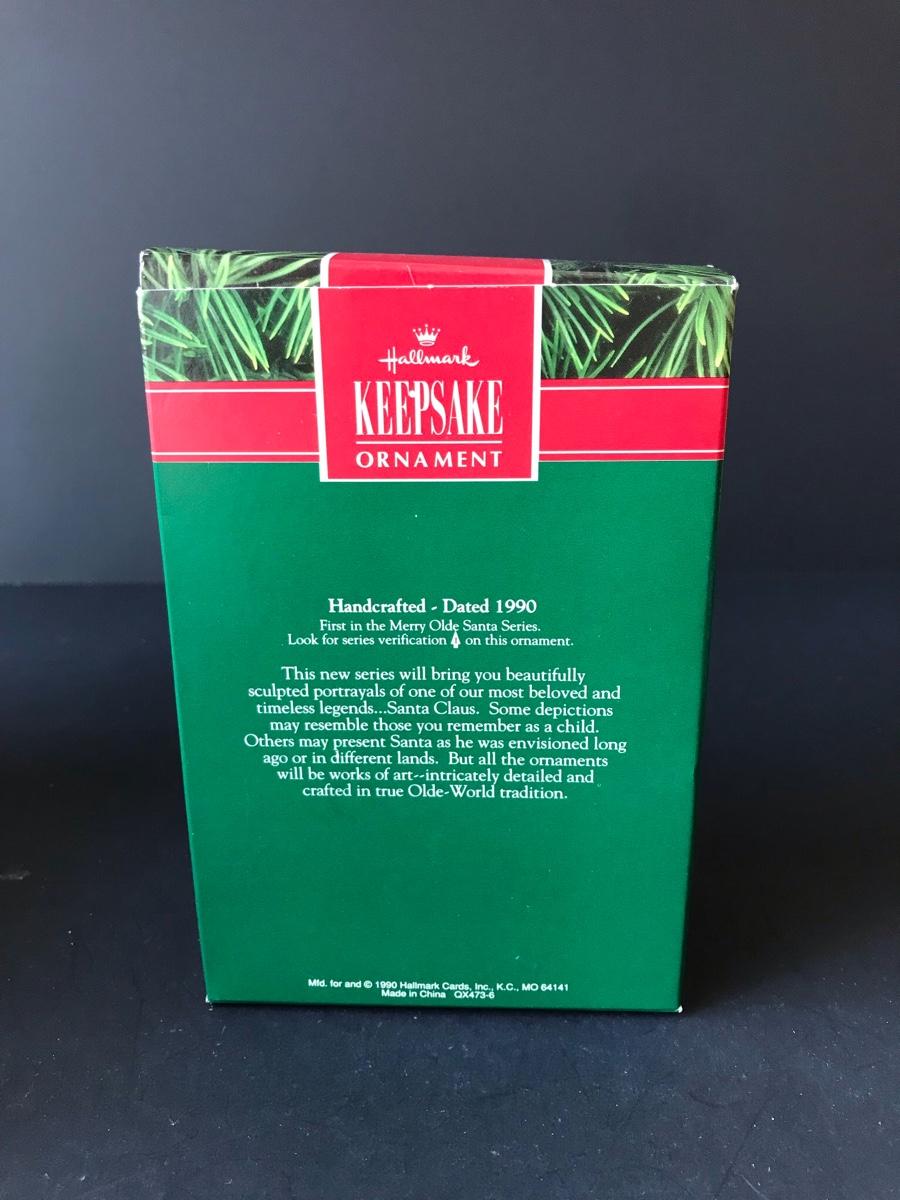 Hallmark
KEEPSAKE
ORNAMENT
Handcrafted - Dated 1990
First in the Merry Olde Santa Series.
Look for series verification on this ornament.
This new series will bring you beautifully
sculpted portrayals of one of our most beloved and
timeless legends...Santa Claus. Some depictions
may resemble those you remember as a child.
Others may present Santa as he was envisioned long
ago or in different lands. But all the ornaments
will be works of art--intricately detailed and
crafted in true Olde-World tradition.
Mfd. for and © 1990 Hallmark Cards, Inc., K.C., MO 64141
Made in China QX473-6